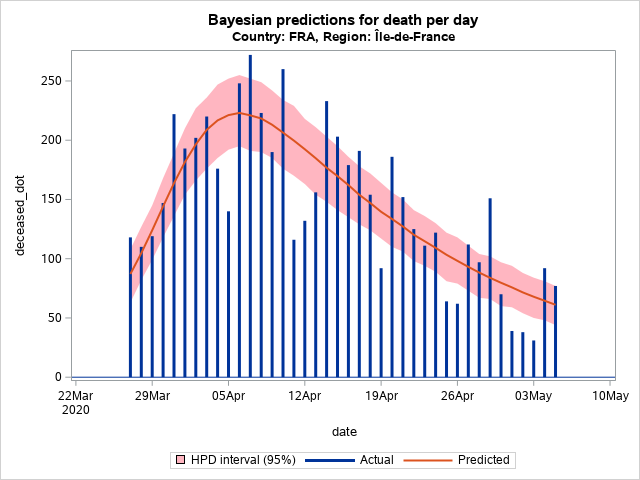 Bayesian predictions for death per day
Country: FRA, Region: Île-de-France
deceased_dot
250
200
150
100
50
0
22Mar 29Mar 05Apr 12Apr 19Apr 26Apr 03May 10May
2020
date
HPD interval (95%) Actual Predicted